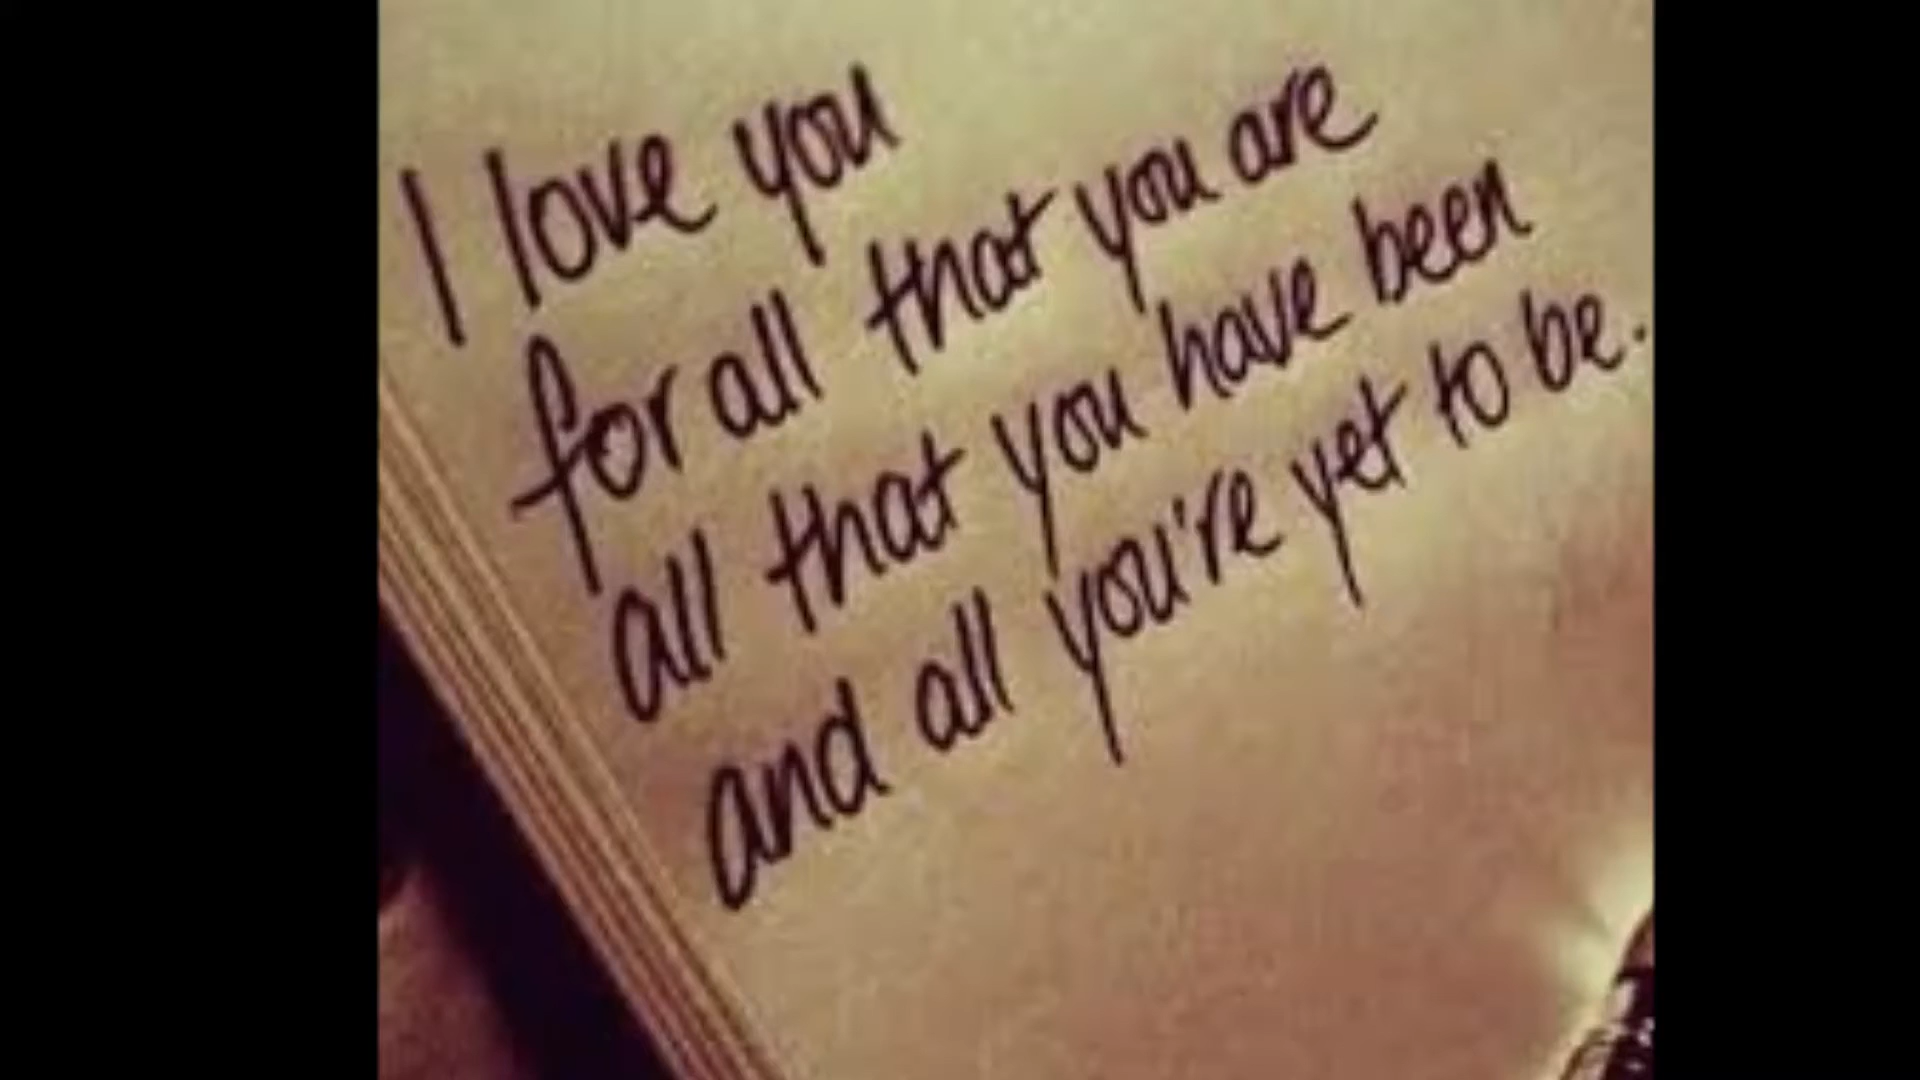 I love you
for all that you are
all that you have been
and all you're yet to be.